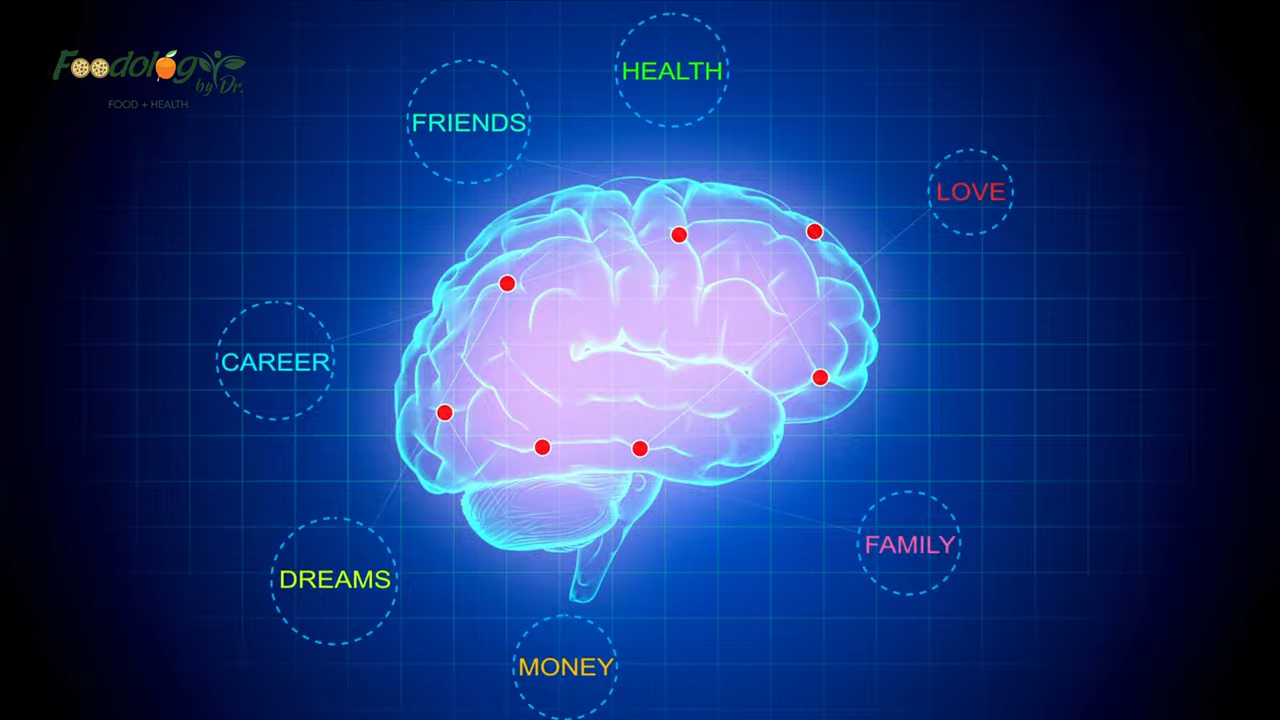 Foodology
by Dr.
FOOD + HEALTH
HEALTH
FRIENDS
LOVE
CAREER
FAMILY
DREAMS
MONEY